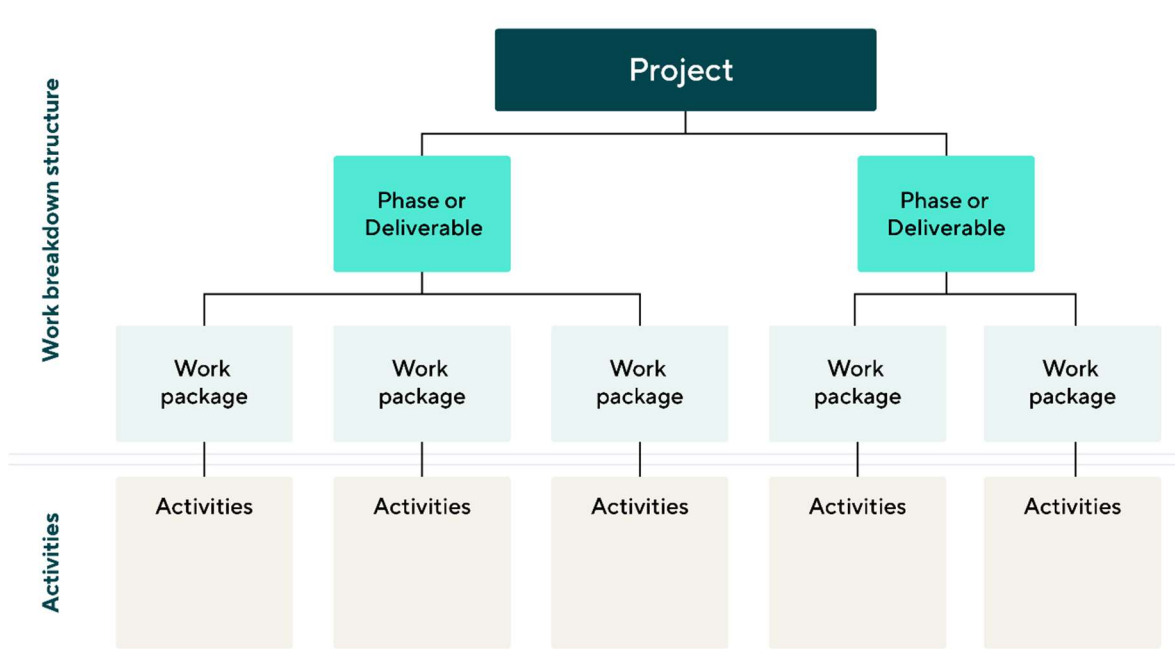 Project
Work breakdown structure
Phase or
Deliverable
Phase or
Deliverable
Work
package
Work
package
Work
package
Work
package
Work
package
Activities
Activities
Activities
Activities
Activities
Activities